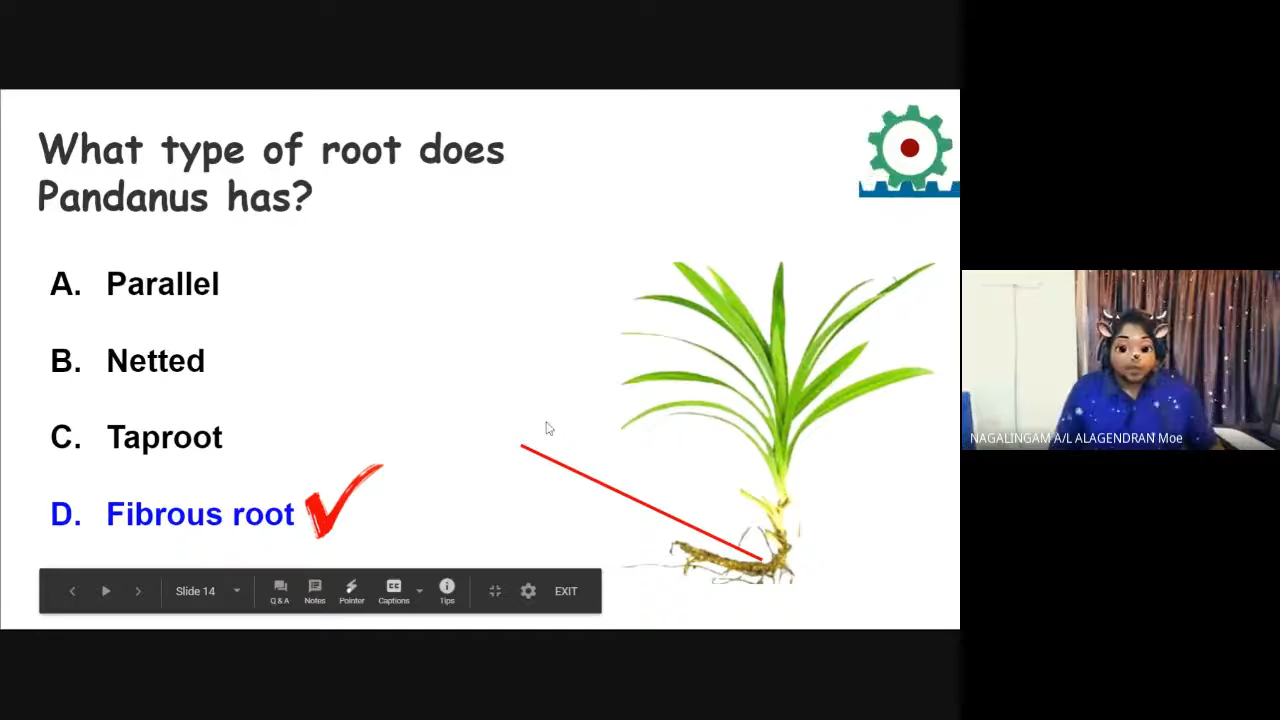 What type of root does
Pandanus has?
A. Parallel
B. Netted
C. Taproot
D. Fibrous root
Slide 14
Q & A
Notes
Pointer
CC
Captions
Tips
EXIT
NAGALINGAM A/L ALAGENDRAN Moe